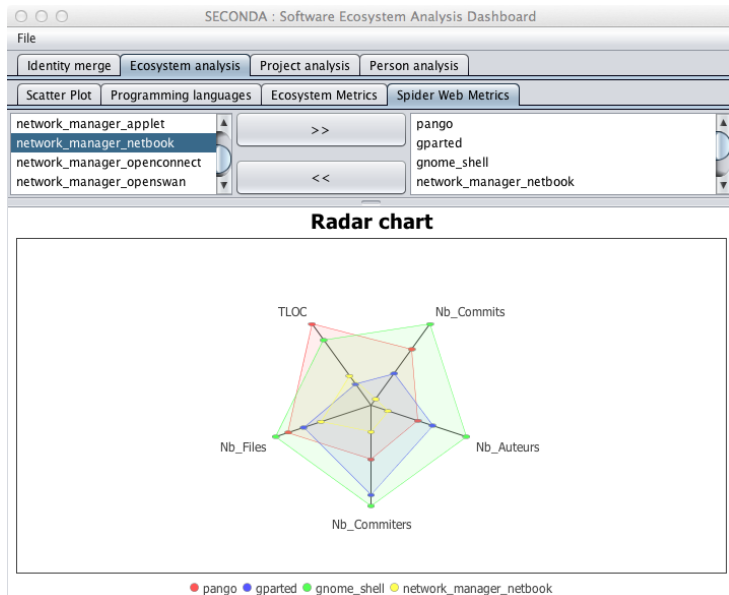 SECONDA : Software Ecosystem Analysis Dashboard
File
Identity merge Ecosystem analysis Project analysis Person analysis
Scatter Plot Programming languages Ecosystem Metrics Spider Web Metrics
network_manager_applet
network_manager_netbook
network_manager_openconnect
network_manager_openswan
>>
<<
pango
gparted
gnome_shell
network_manager_netbook
Radar chart
TLOC
Nb_Commits
Nb_Files
Nb_Auteurs
Nb_Commiters
pango gparted gnome_shell network_manager_netbook